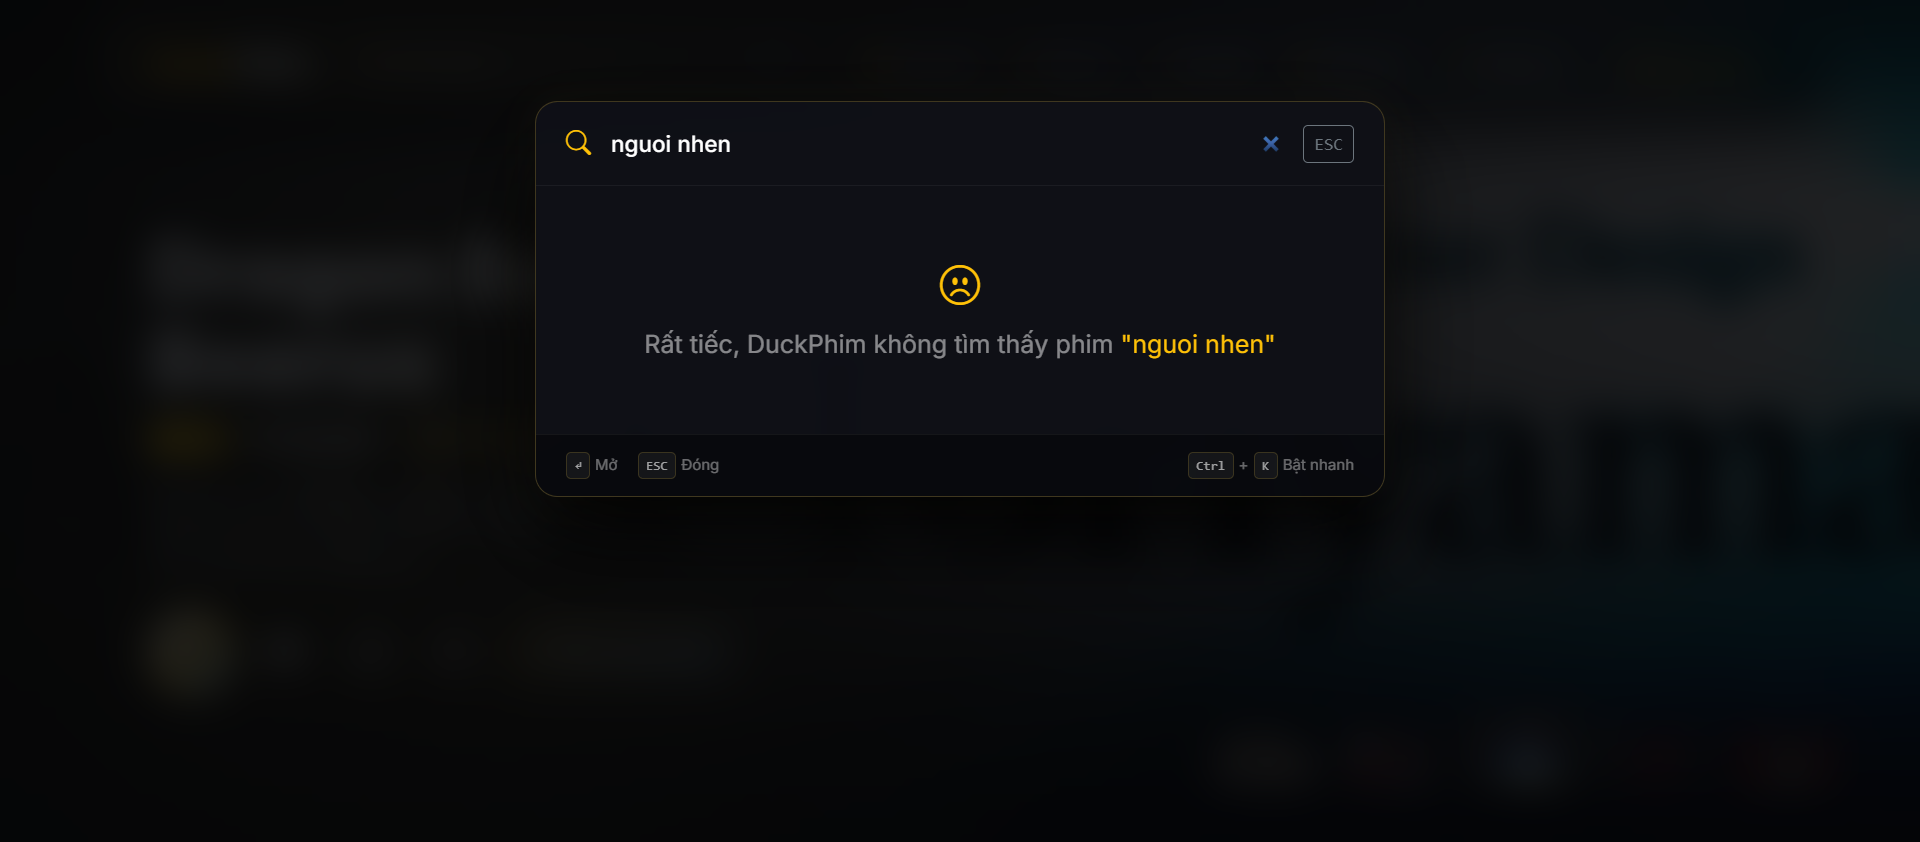 nguoi nhen
ESC
Rất tiếc, DuckPhim không tìm thấy phim "nguoi nhen"
Mở ESC Đóng Ctrl + K Bật nhanh